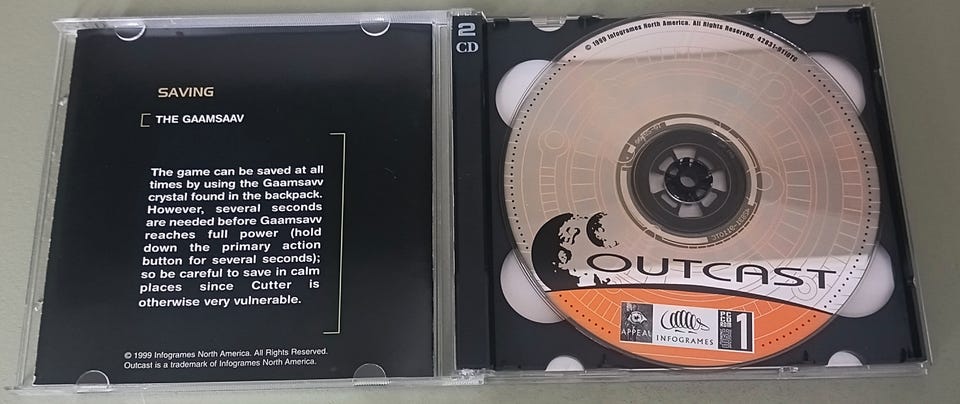 SAVING
THE GAAMSAAV
The game can be saved at all
times by using the Gaamsavv
crystal found in the backpack.
However, several seconds
are needed before Gaamsavv
reaches full power (hold
down the primary action
button for several seconds);
so be careful to save in calm
places since Cutter is
otherwise very vulnerable.
© 1999 Infogrames North America. All Rights Reserved.
Outcast is a trademark of Infogrames North America.
2
CD
© 1999 Infogrames North America. All Rights Reserved.
OUTCAST
APPEAL
INFOGRAMES
1